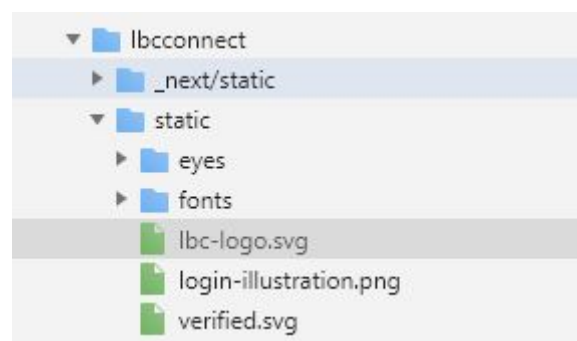 lbcconnect
_next/static
static
eyes
fonts
lbc-logo.svg
login-illustration.png
verified.svg